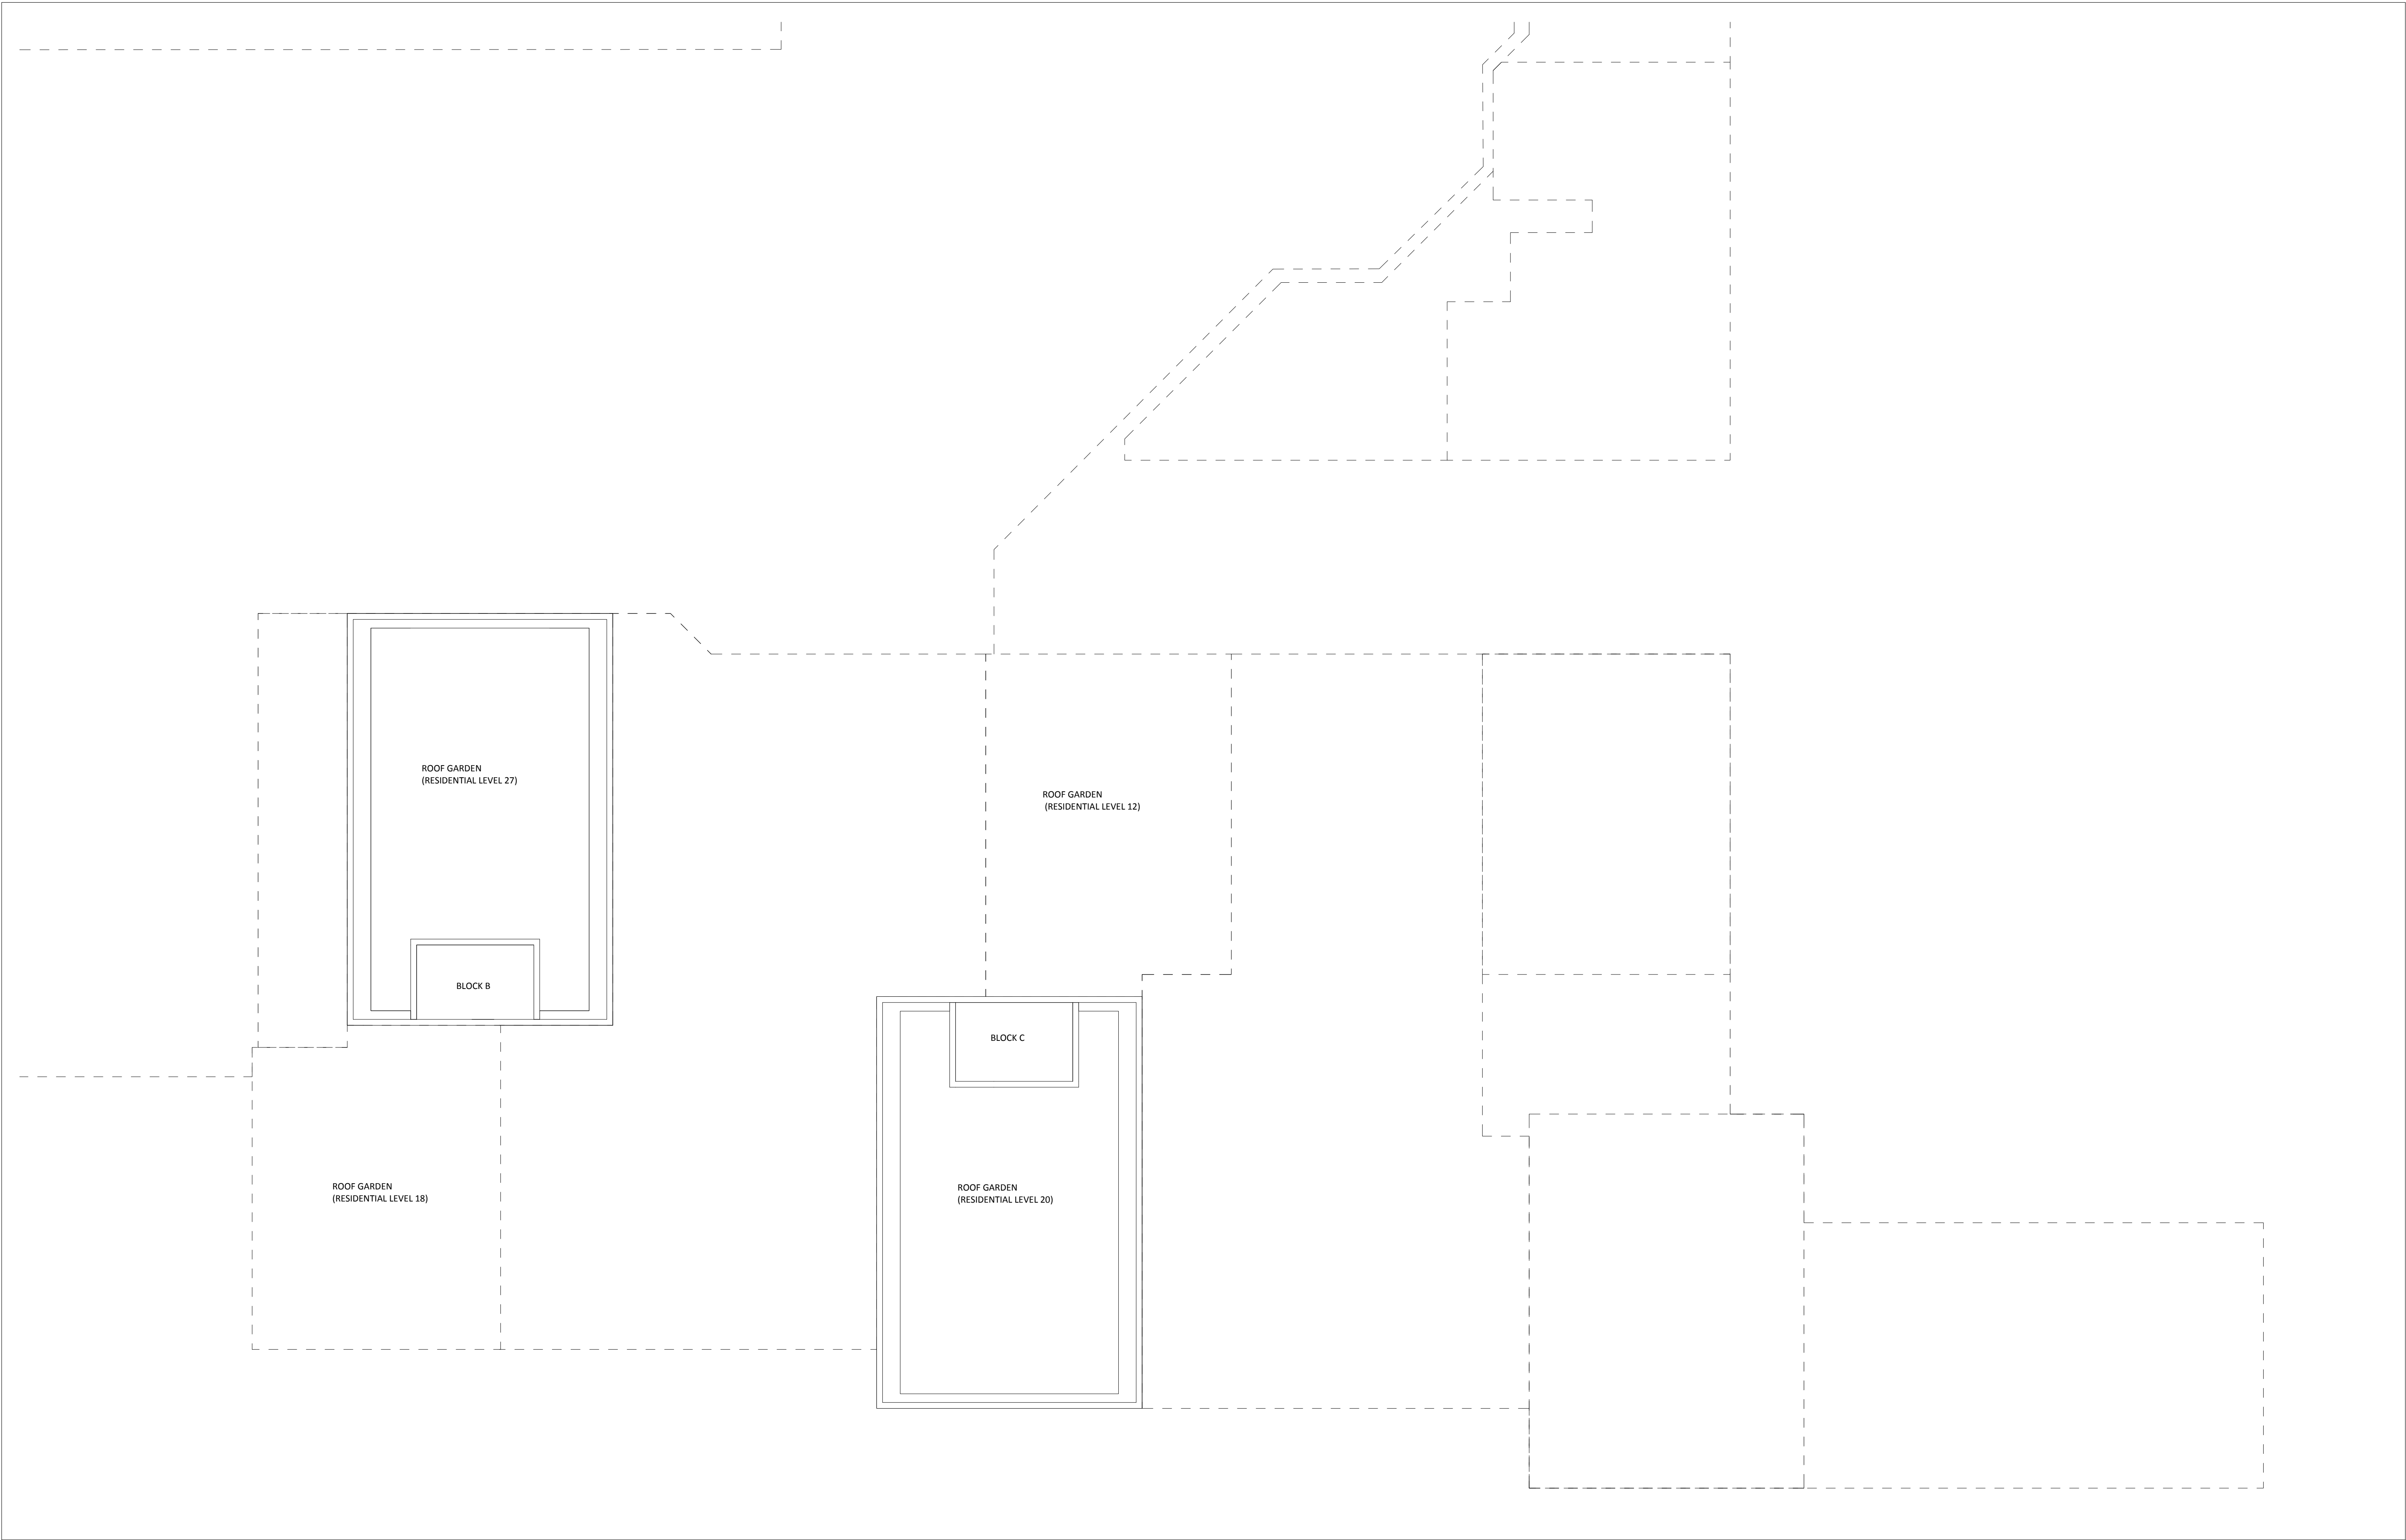 ROOF GARDEN
(RESIDENTIAL LEVEL 27)
ROOF GARDEN
(RESIDENTIAL LEVEL 12)
BLOCK B
BLOCK C
ROOF GARDEN
(RESIDENTIAL LEVEL 18)
ROOF GARDEN
(RESIDENTIAL LEVEL 20)